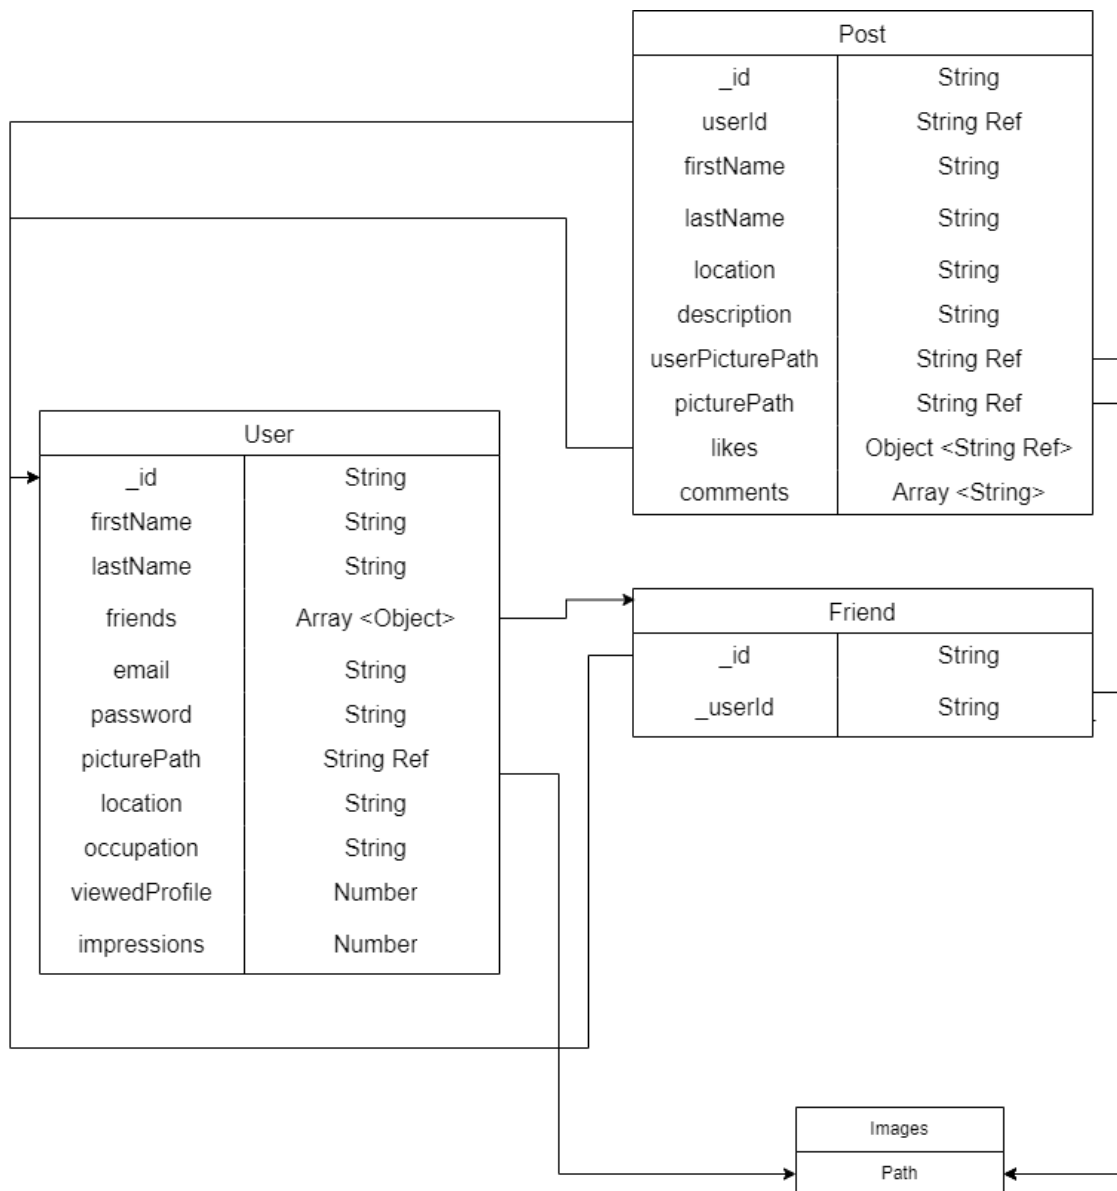 Post
_id String
userId String Ref
firstName String
lastName String
location String
description String
userPicturePath String Ref
picturePath String Ref
likes Object <String Ref>
comments Array <String>
User
_id String
firstName String
lastName String
friends Array <Object>
email String
password String
picturePath String Ref
location String
occupation String
viewedProfile Number
impressions Number
Friend
_id String
_userId String
Images
Path